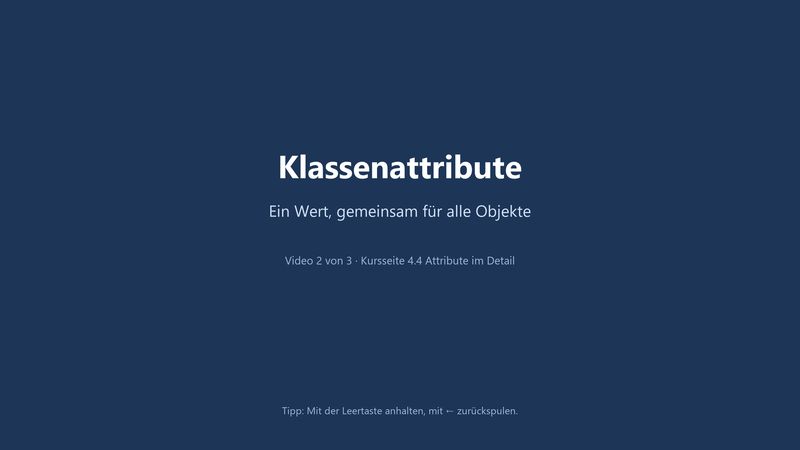 Klassenattribute
Ein Wert, gemeinsam für alle Objekte
Video 2 von 3 · Kursseite 4.4 Attribute im Detail
Tipp: Mit der Leertaste anhalten, mit ← zurückspulen.